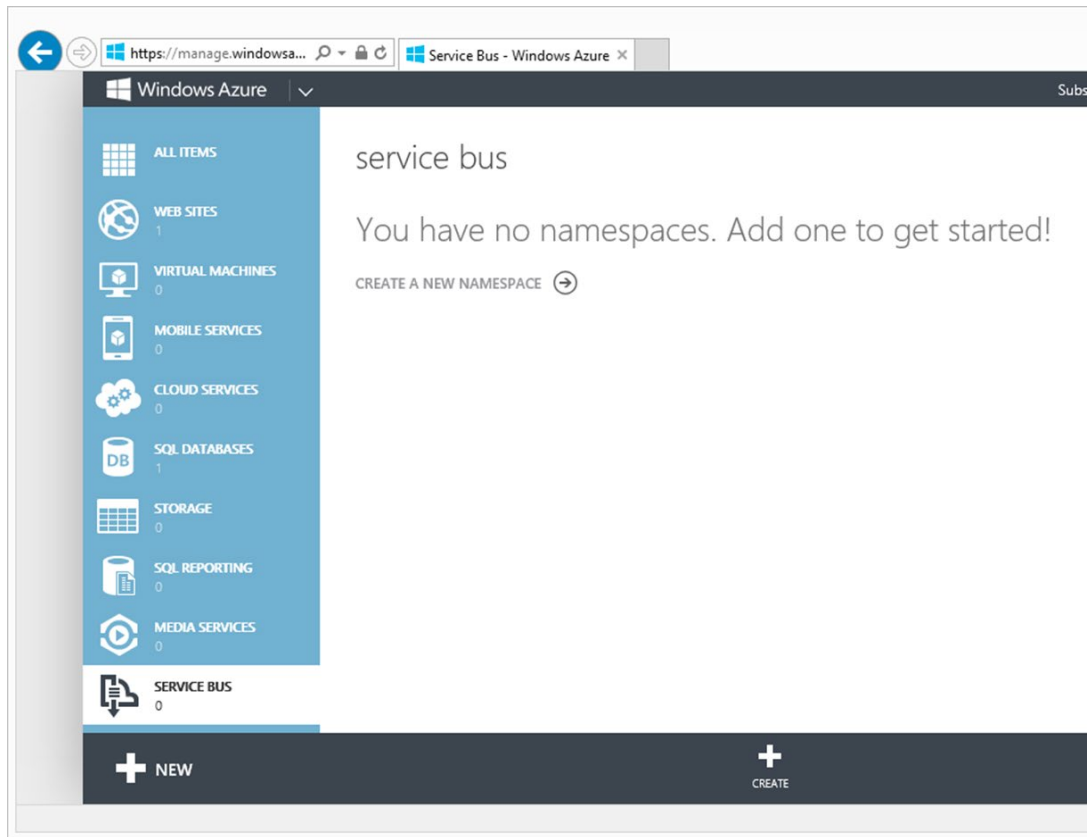 https://manage.windowsa...
Service Bus - Windows Azure
Windows Azure
Subs
ALL ITEMS
WEB SITES
1
VIRTUAL MACHINES
0
MOBILE SERVICES
0
CLOUD SERVICES
0
DB
SQL DATABASES
1
STORAGE
0
SQL REPORTING
0
MEDIA SERVICES
0
SERVICE BUS
0
service bus
You have no namespaces. Add one to get started!
CREATE A NEW NAMESPACE
NEW
CREATE